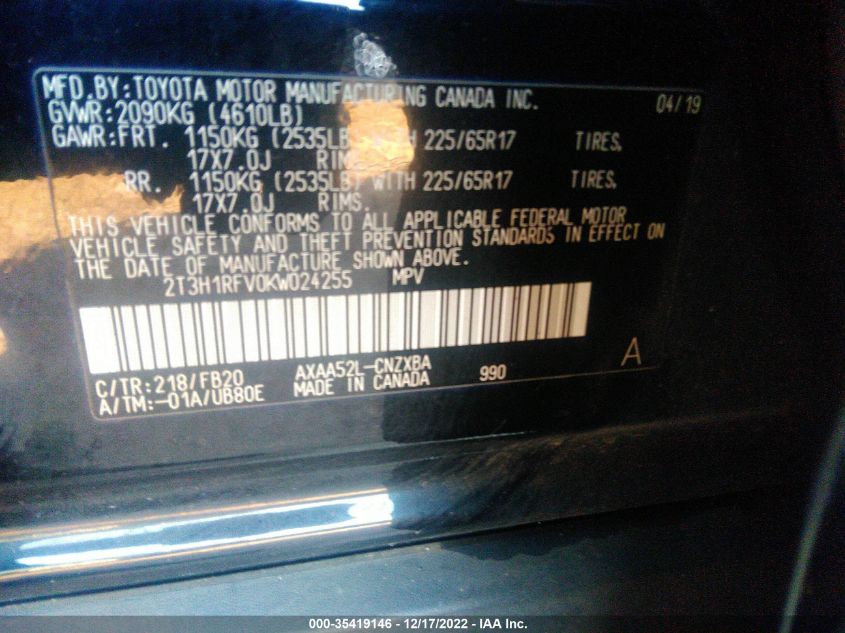 MFD.BY:TOYOTA MOTOR MANUFACTURING CANADA INC. 04/19
GVWR:2090KG (4610LB)
GAWR:FRT. 1150KG (2535LB) WITH 225/65R17 TIRES,
17X7.0J RIMS.
RR. 1150KG (2535LB) WITH 225/65R17 TIRES,
17X7.0J RIMS.
THIS VEHICLE CONFORMS TO ALL APPLICABLE FEDERAL MOTOR
VEHICLE SAFETY AND THEFT PREVENTION STANDARDS IN EFFECT ON
THE DATE OF MANUFACTURE SHOWN ABOVE.
2T3H1RFV0KW024255 MPV
C/TR:218/FB20 AXAA52L-CNZXBA 990 A
A/TM:-01A/UB80E MADE IN CANADA
000-35419146 - 12/17/2022 - IAA Inc.